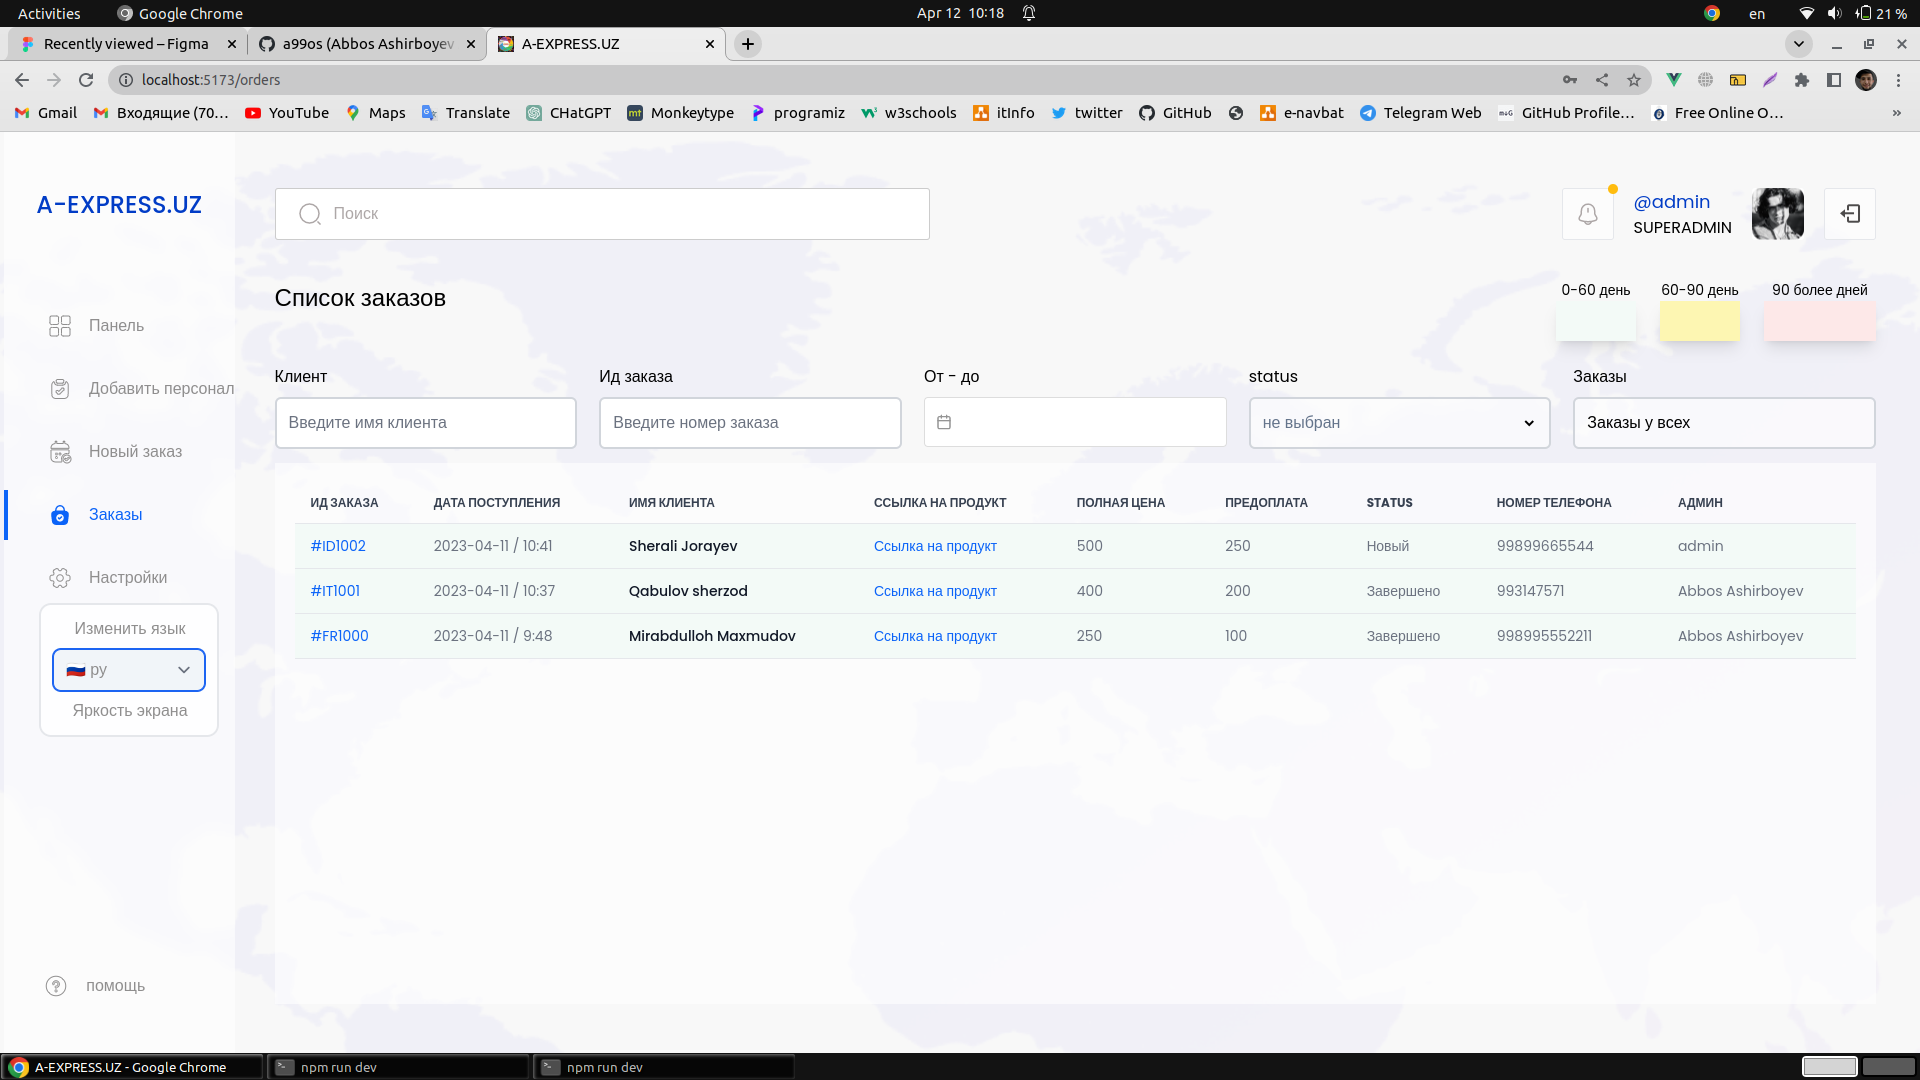 Activities Google Chrome Apr 12 10:18 en 21 %
Recently viewed – Figma a99os (Abbos Ashirboyev A-EXPRESS.UZ
localhost:5173/orders
Gmail Входящие (70… YouTube Maps Translate CHatGPT Monkeytype programiz w3schools itInfo twitter GitHub e-navbat Telegram Web GitHub Profile… Free Online O… »
A-EXPRESS.UZ
Поиск
@admin
SUPERADMIN
Список заказов
0-60 день 60-90 день 90 более дней
Панель
Добавить персонал
Новый заказ
Заказы
Настройки
Изменить язык
ру
Яркость экрана
помощь
Клиент Ид заказа От - до status Заказы
Введите имя клиента Введите номер заказа не выбран Заказы у всех
ИД ЗАКАЗА ДАТА ПОСТУПЛЕНИЯ ИМЯ КЛИЕНТА ССЫЛКА НА ПРОДУКТ ПОЛНАЯ ЦЕНА ПРЕДОПЛАТА STATUS НОМЕР ТЕЛЕФОНА АДМИН
#ID1002 2023-04-11 / 10:41 Sherali Jorayev Ссылка на продукт 500 250 Новый 99899665544 admin
#IT1001 2023-04-11 / 10:37 Qabulov sherzod Ссылка на продукт 400 200 Завершено 993147571 Abbos Ashirboyev
#FR1000 2023-04-11 / 9:48 Mirabdulloh Maxmudov Ссылка на продукт 250 100 Завершено 998995552211 Abbos Ashirboyev
A-EXPRESS.UZ - Google Chrome npm run dev npm run dev